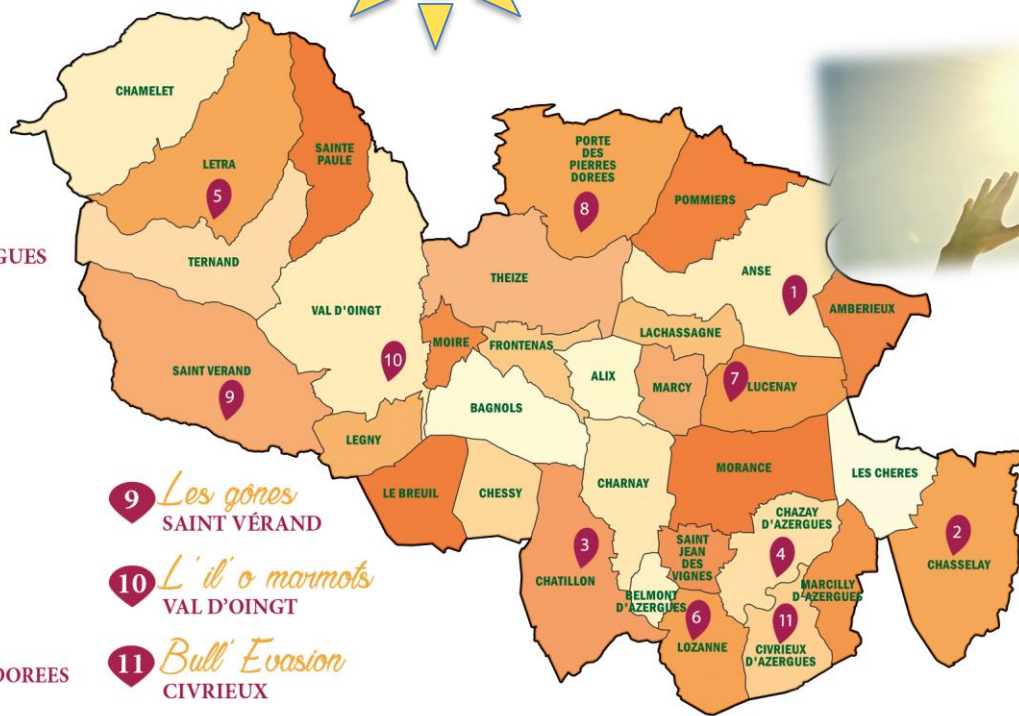 CHAMELET
LETRA
5
SAINTE
PAULE
PORTE
DES
PIERRES
DOREES
8
POMMIERS
GUES
TERNAND
THEIZE
ANSE
1
VAL D'OINGT
10
AMBERIEUX
MOIRE
FRONTENAS
LACHASSAGNE
SAINT VERAND
9
ALIX
MARCY
7
LUCENAY
BAGNOLS
LEGNY
LE BREUIL
CHESSY
CHARNAY
MORANCE
LES CHERES
9 Les gônes
SAINT VÉRAND
3
CHATILLON
SAINT
JEAN
DES
VIGNES
CHAZAY
D'AZERGUES
4
2
CHASSELAY
10 L'il'o marmots
VAL D'OINGT
BELMONT
D'AZERGUES
MARCILLY
D'AZERGUES
6
LOZANNE
11
CIVRIEUX
D'AZERGUES
DOREES
11 Bull' Evasion
CIVRIEUX